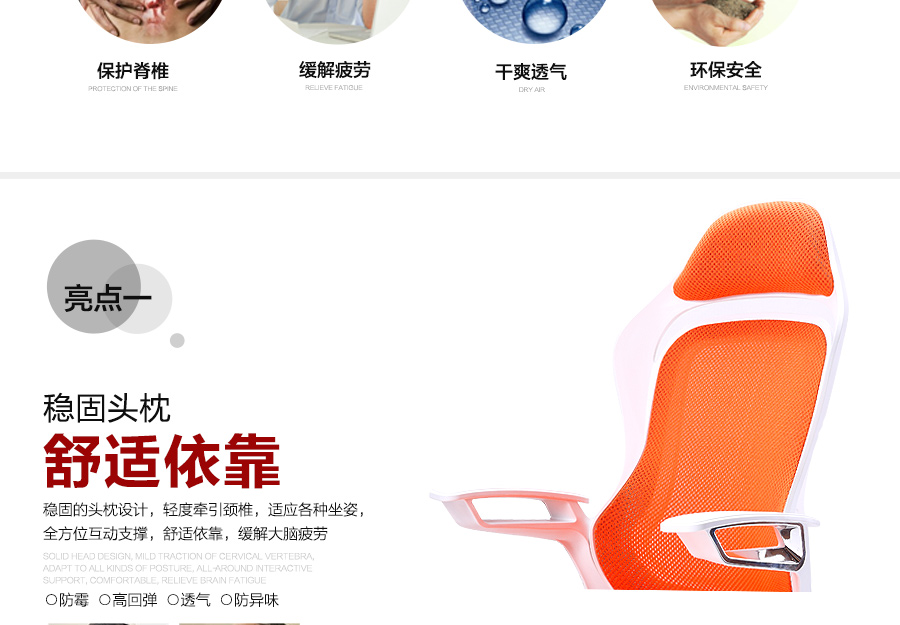 保护脊椎
PROTECTION OF THE SPINE
缓解疲劳
RELIEVE FATIGUE
干爽透气
DRY AIR
环保安全
ENVIRONMENTAL SAFETY
亮点一
稳固头枕
舒适依靠
稳固的头枕设计，轻度牵引颈椎，适应各种坐姿，
全方位互动支撑，舒适依靠，缓解大脑疲劳
SOLID HEAD DESIGN, MILD TRACTION OF CERVICAL VERTEBRA,
ADAPT TO ALL KINDS OF POSTURE, ALL-AROUND INTERACTIVE
SUPPORT, COMFORTABLE, RELIEVE BRAIN FATIGUE
○防霉 ○高回弹 ○透气 ○防异味